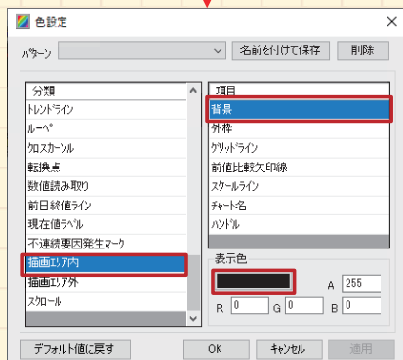 色設定
パターン
名前を付けて保存
削除
分類
トレンドライン
ルーペ
クロスカーソル
転換点
数値読み取り
前日終値ライン
現在値ラベル
不連続要因発生マーク
描画エリア内
描画エリア外
スクロール
項目
背景
外枠
グリッドライン
前値比較矢印線
スケールライン
チャート名
ハンドル
表示色
A 255
R 0 G 0 B 0
デフォルト値に戻す
OK
キャンセル
適用